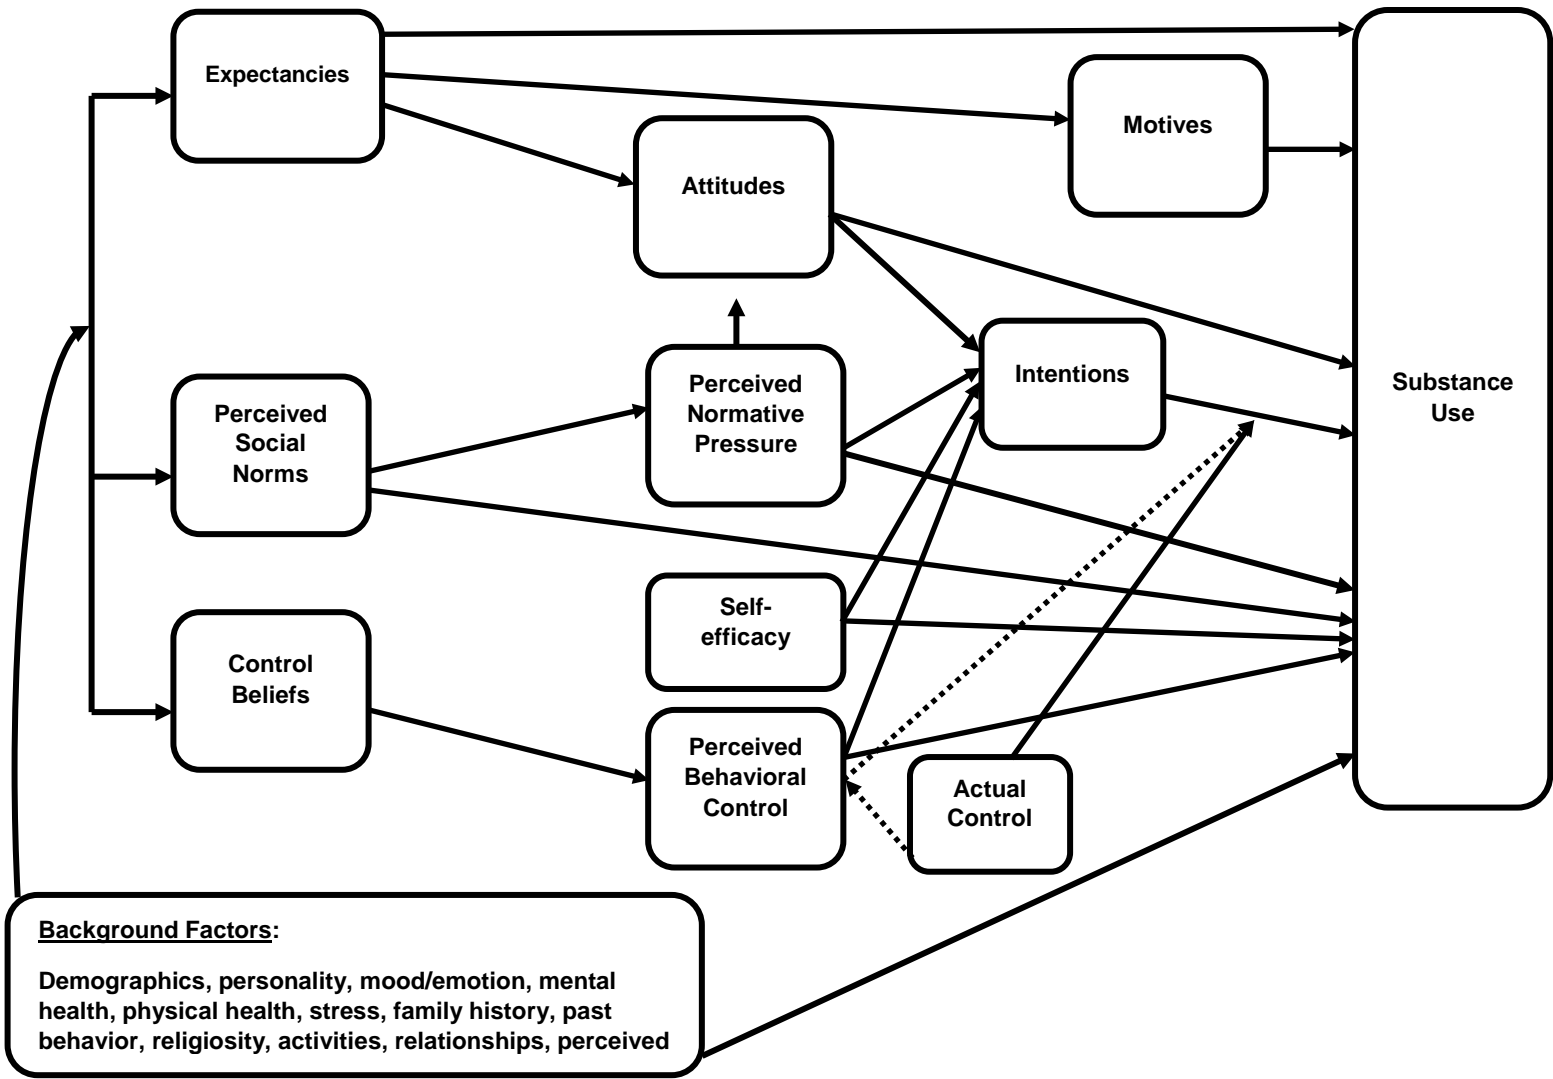 Expectancies
Motives
Attitudes
Perceived
Social
Norms
Perceived
Normative
Pressure
Intentions
Substance
Use
Control
Beliefs
Self-
efficacy
Perceived
Behavioral
Control
Actual
Control
Background Factors:
Demographics, personality, mood/emotion, mental
health, physical health, stress, family history, past
behavior, religiosity, activities, relationships, perceived